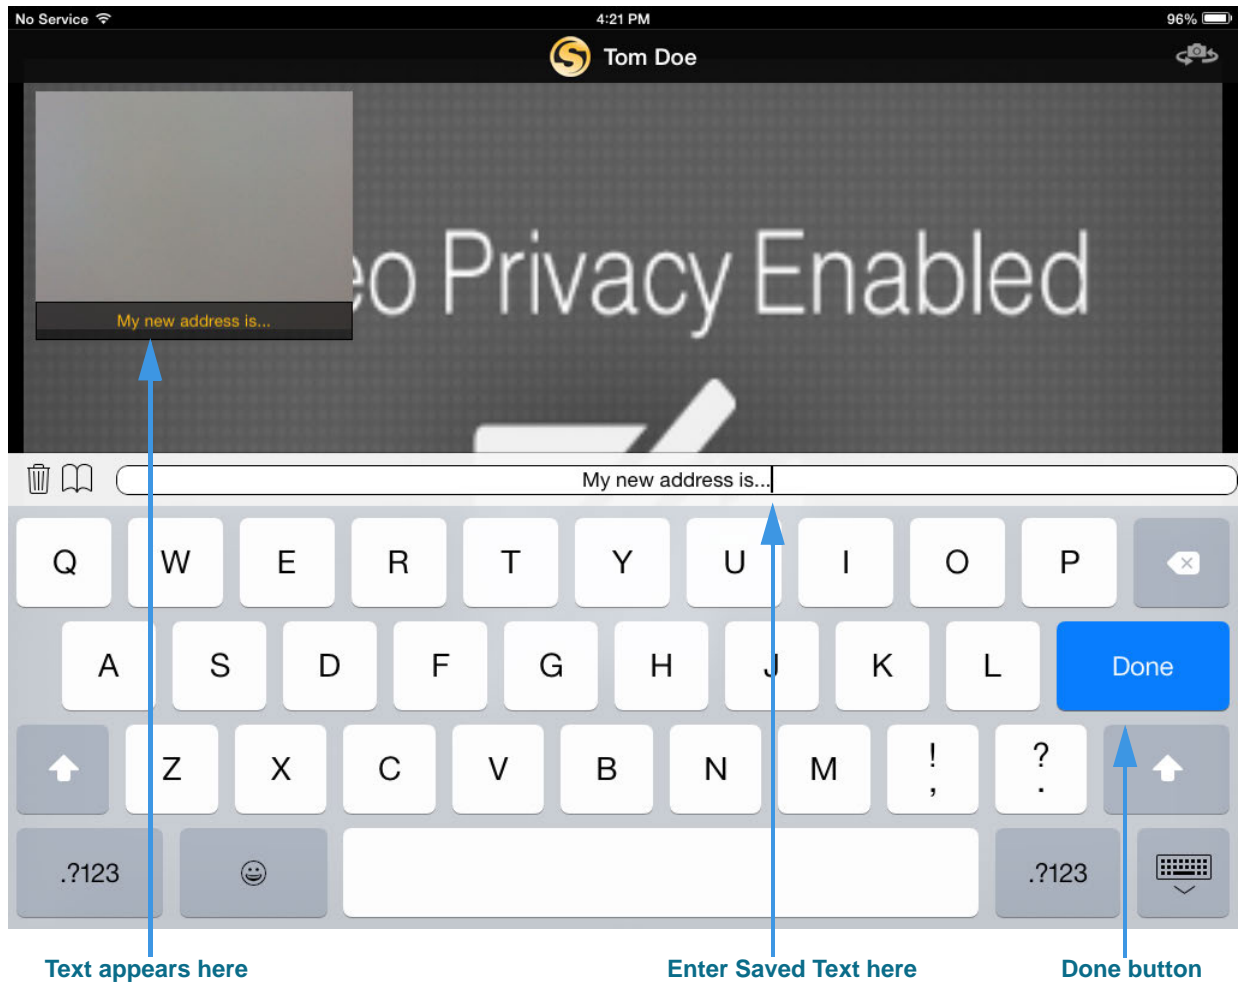 No Service 4:21 PM 96%
S Tom Doe
eo Privacy Enabled
My new address is...
My new address is...
Q W E R T Y U I O P
A S D F G H J K L Done
Z X C V B N M ! , ? .
.?123 .?123
Text appears here Enter Saved Text here Done button